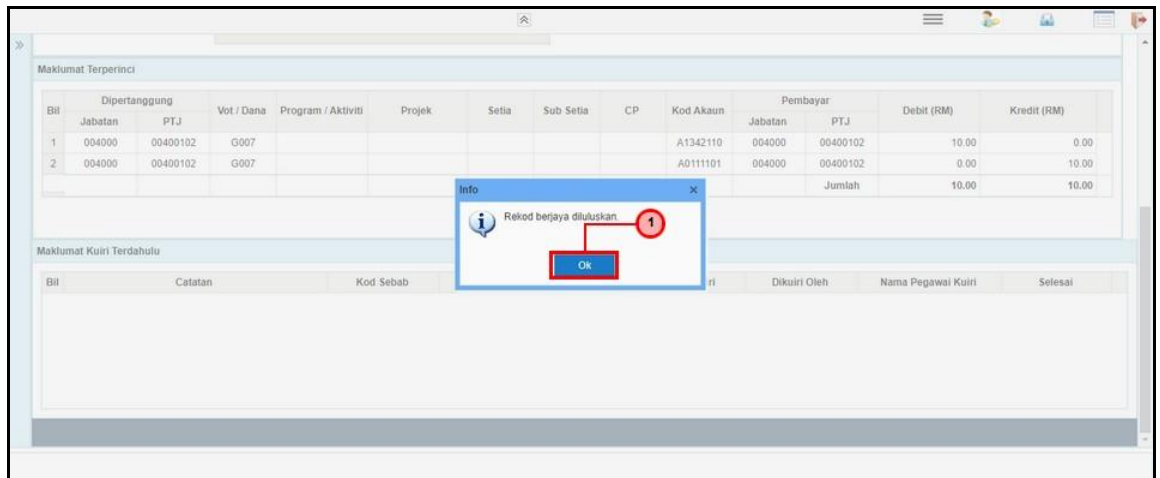 Maklumat Terperinci
Bil Dipertanggung Vot / Dana Program / Aktiviti Projek Setia Sub Setia CP Kod Akaun Pembayar Debit (RM) Kredit (RM)
Jabatan PTJ Jabatan PTJ
1 004000 00400102 G007 A1342110 004000 00400102 10.00 0.00
2 004000 00400102 G007 A0111101 004000 00400102 0.00 10.00
Jumlah 10.00 10.00
Info
Rekod berjaya diluluskan.
1
Ok
Maklumat Kuiri Terdahulu
Bil Catatan Kod Sebab Dikuiri Oleh Nama Pegawai Kuiri Selesai